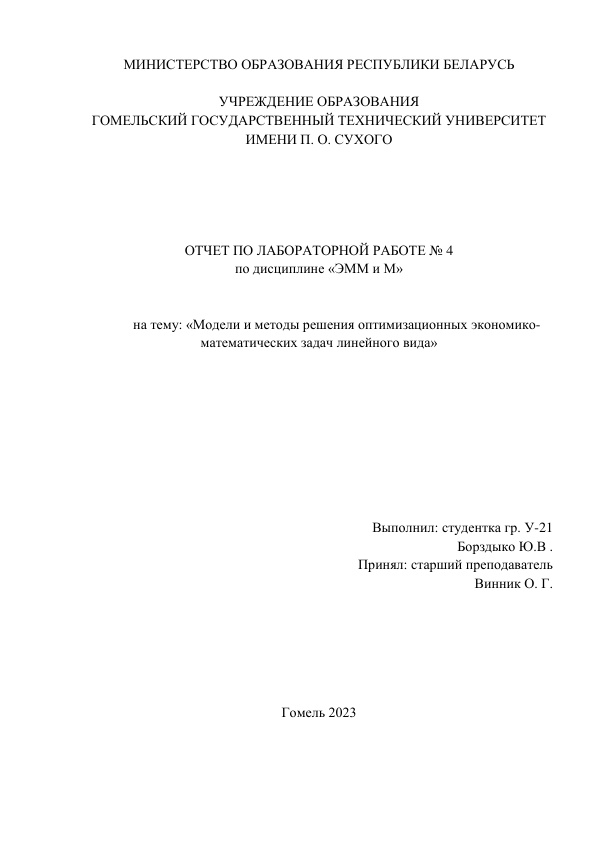 МИНИСТЕРСТВО ОБРАЗОВАНИЯ РЕСПУБЛИКИ БЕЛАРУСЬ
УЧРЕЖДЕНИЕ ОБРАЗОВАНИЯ
ГОМЕЛЬСКИЙ ГОСУДАРСТВЕННЫЙ ТЕХНИЧЕСКИЙ УНИВЕРСИТЕТ
ИМЕНИ П. О. СУХОГО
ОТЧЕТ ПО ЛАБОРАТОРНОЙ РАБОТЕ № 4
по дисциплине «ЭММ и М»
на тему: «Модели и методы решения оптимизационных экономико-
математических задач линейного вида»
Выполнил: студентка гр. У-21
Борздыко Ю.В .
Принял: старший преподаватель
Винник О. Г.
Гомель 2023